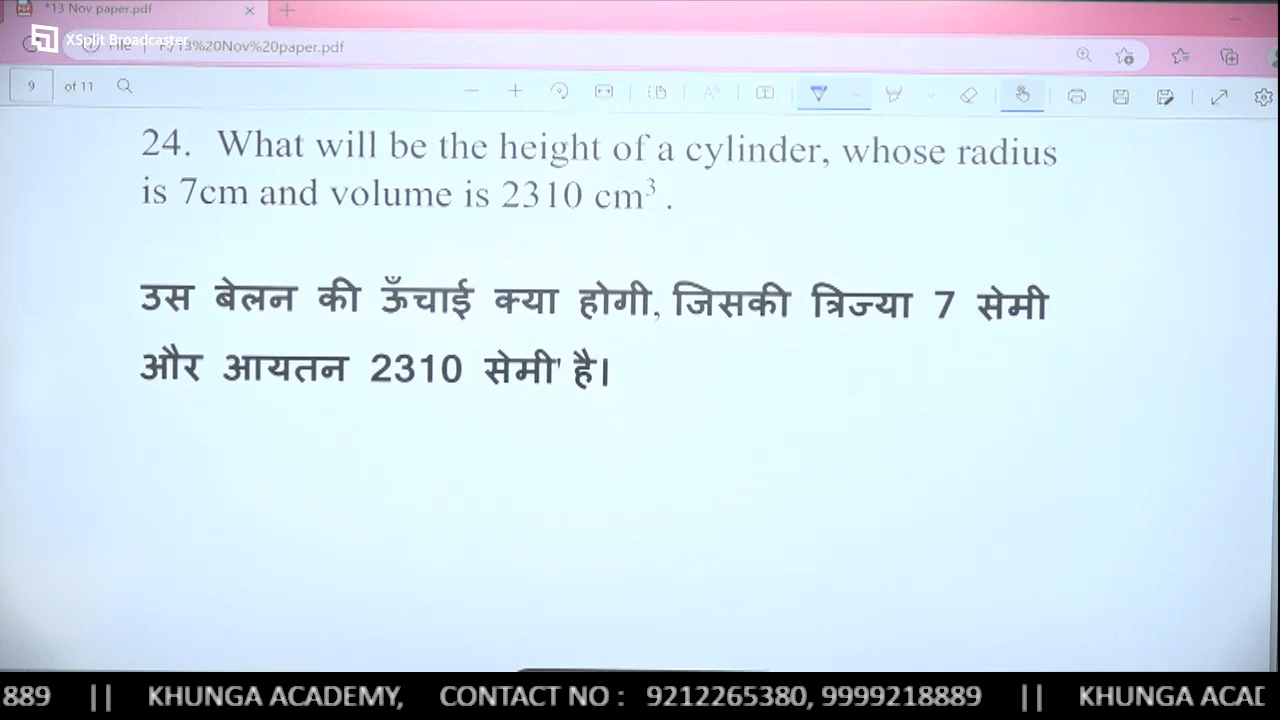 *13 Nov paper.pdf
XSplit Broadcaster
File | F:/13%20Nov%20paper.pdf
9 of 11
24. What will be the height of a cylinder, whose radius
is 7cm and volume is 2310 cm³ .
उस बेलन की ऊँचाई क्या होगी, जिसकी त्रिज्या 7 सेमी
और आयतन 2310 सेमी' है।
889 || KHUNGA ACADEMY, CONTACT NO : 9212265380, 9999218889 || KHUNGA ACAD